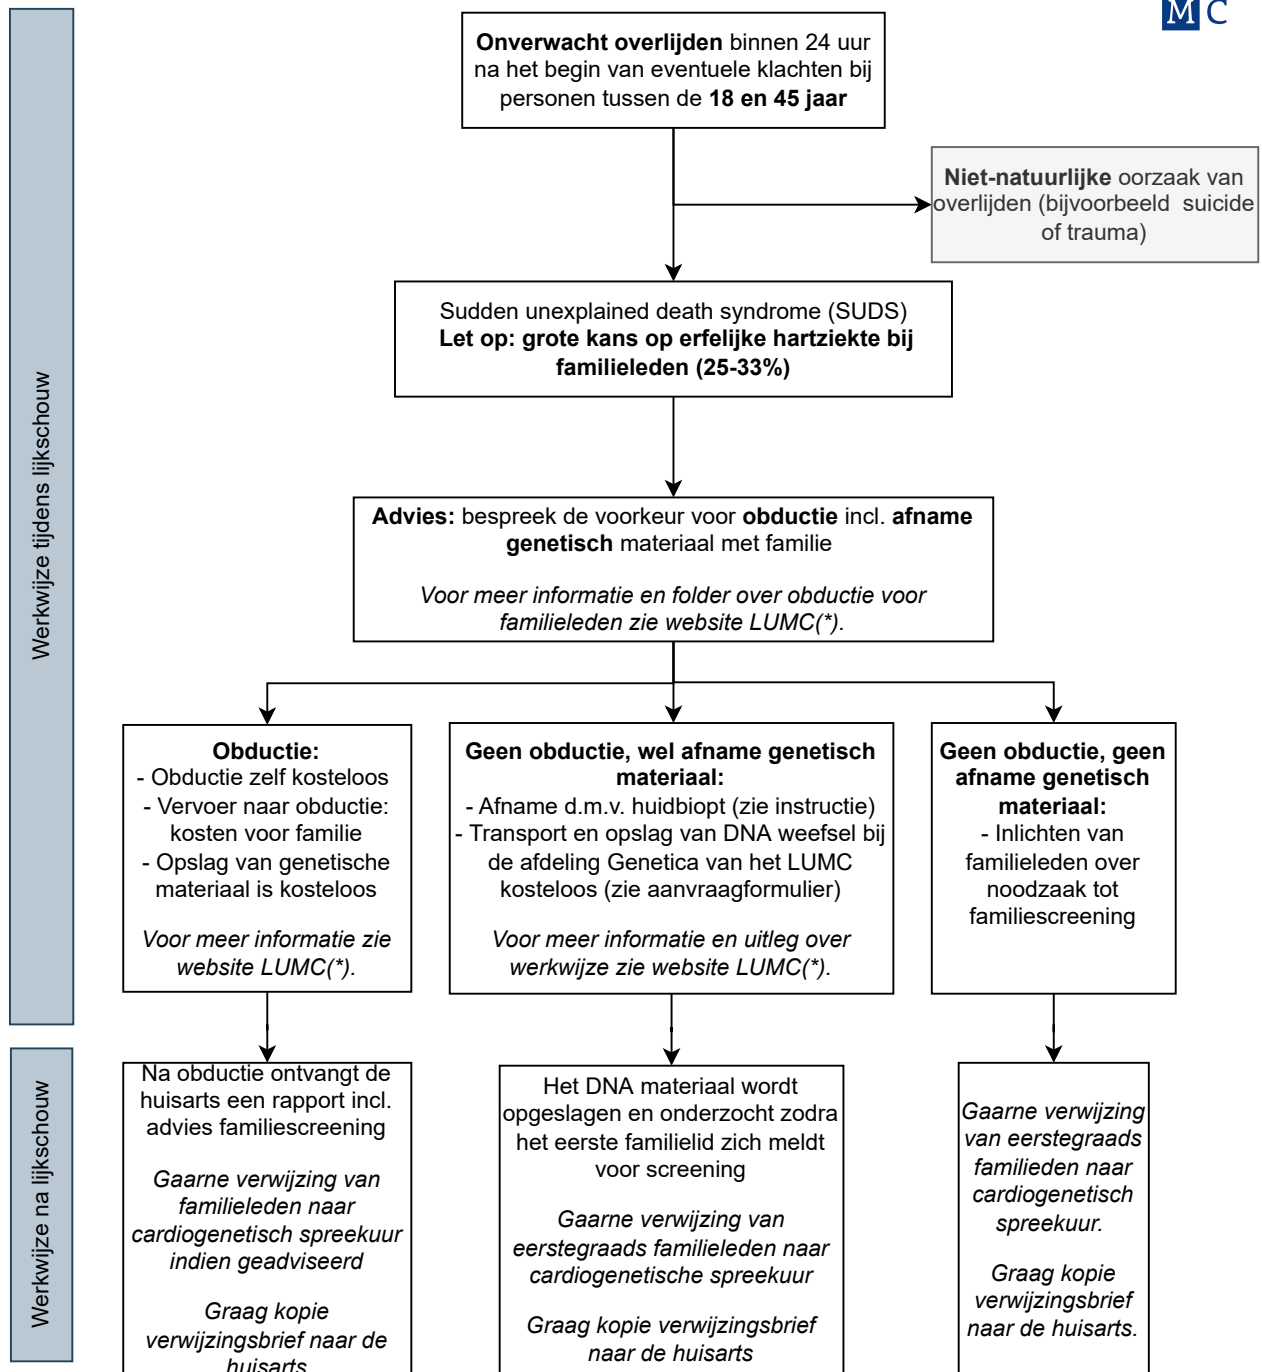 M C
Onverwacht overlijden binnen 24 uur
na het begin van eventuele klachten bij
personen tussen de 18 en 45 jaar
Niet-natuurlijke oorzaak van
overlijden (bijvoorbeeld suicide
of trauma)
Sudden unexplained death syndrome (SUDS)
Let op: grote kans op erfelijke hartziekte bij
familieleden (25-33%)
Werkwijze tijdens lijkschouw
Advies: bespreek de voorkeur voor obductie incl. afname
genetisch materiaal met familie
Voor meer informatie en folder over obductie voor
familieleden zie website LUMC(*).
Obductie:
- Obductie zelf kosteloos
- Vervoer naar obductie:
kosten voor familie
- Opslag van genetische
materiaal is kosteloos
Voor meer informatie zie
website LUMC(*).
Geen obductie, wel afname genetisch
materiaal:
- Afname d.m.v. huidbiopt (zie instructie)
- Transport en opslag van DNA weefsel bij
de afdeling Genetica van het LUMC
kosteloos (zie aanvraagformulier)
Voor meer informatie en uitleg over
werkwijze zie website LUMC(*).
Geen obductie, geen
afname genetisch
materiaal:
- Inlichten van
familieleden over
noodzaak tot
familiescreening
Werkwijze na lijkschouw
Na obductie ontvangt de
huisarts een rapport incl.
advies familiescreening
Gaarne verwijzing van
familieleden naar
cardiogenetisch spreekuur
indien geadviseerd
Graag kopie
verwijzingsbrief naar de
huisarts
Het DNA materiaal wordt
opgeslagen en onderzocht zodra
het eerste familielid zich meldt
voor screening
Gaarne verwijzing van
eerstegraads familieleden naar
cardiogenetische spreekuur
Graag kopie verwijzingsbrief
naar de huisarts
Gaarne verwijzing
van eerstegraads
familieden naar
cardiogenetisch
spreekuur.
Graag kopie
verwijzingsbrief
naar de huisarts.